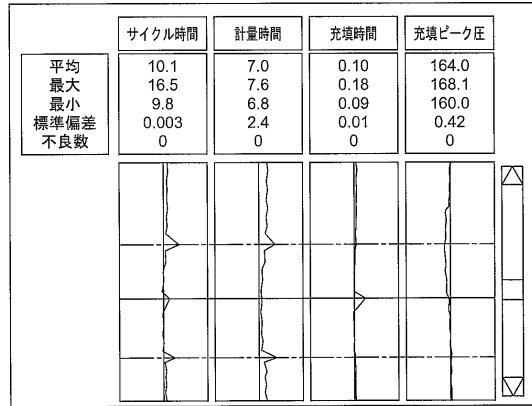 サイクル時間 計量時間 充填時間 充填ピーク圧
平均 10.1 7.0 0.10 164.0
最大 16.5 7.6 0.18 168.1
最小 9.8 6.8 0.09 160.0
標準偏差 0.003 2.4 0.01 0.42
不良数 0 0 0 0